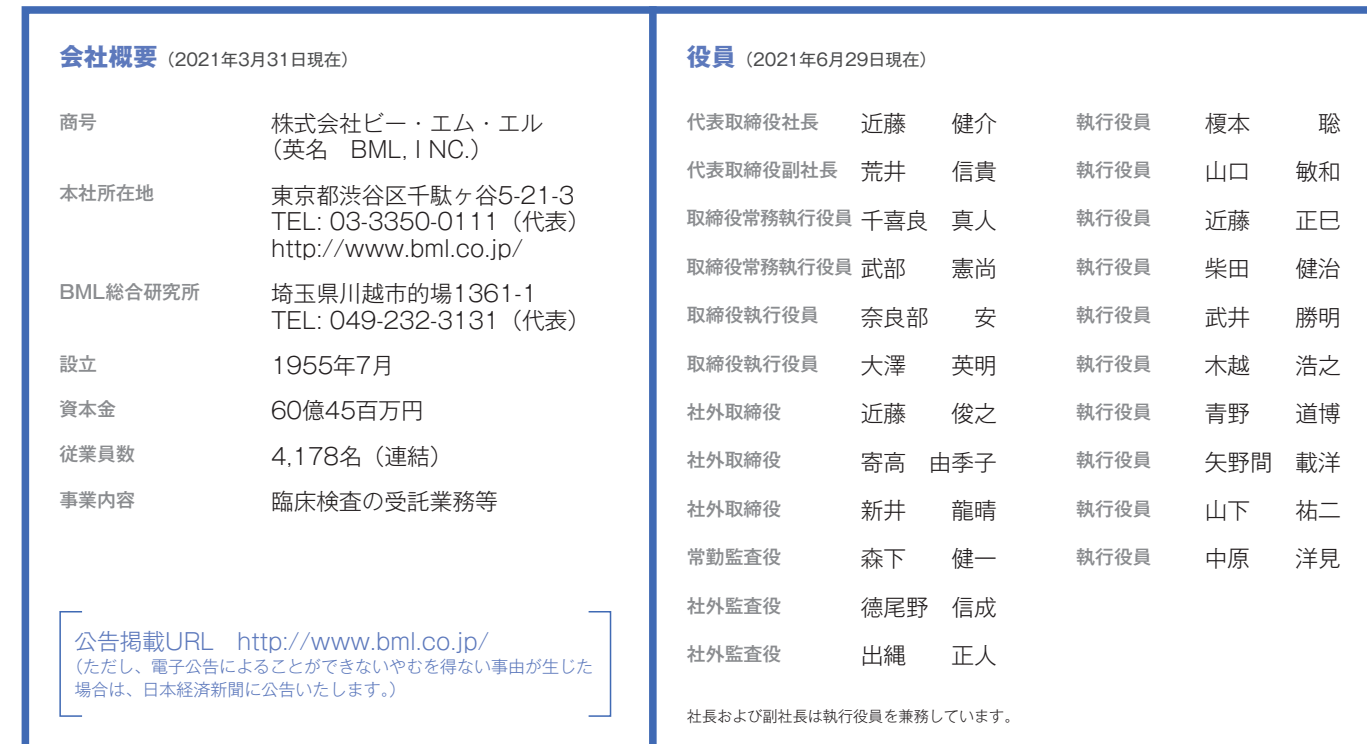 会社概要（2021年3月31日現在）
商号 株式会社ビー・エム・エル
（英名　BML, I NC.）
本社所在地 東京都渋谷区千駄ヶ谷5-21-3
TEL: 03-3350-0111（代表）
http://www.bml.co.jp/
BML総合研究所 埼玉県川越市的場1361-1
TEL: 049-232-3131（代表）
設立 1955年7月
資本金 60億45百万円
従業員数 4,178名（連結）
事業内容 臨床検査の受託業務等
公告掲載URL　http://www.bml.co.jp/
（ただし、電子公告によることができないやむを得ない事由が生じた
場合は、日本経済新聞に公告いたします。）
役員（2021年6月29日現在）
代表取締役社長 近藤　健介 執行役員 榎本　聡
代表取締役副社長 荒井　信貴 執行役員 山口　敏和
取締役常務執行役員 千喜良　真人 執行役員 近藤　正巳
取締役常務執行役員 武部　憲尚 執行役員 柴田　健治
取締役執行役員 奈良部　安 執行役員 武井　勝明
取締役執行役員 大澤　英明 執行役員 木越　浩之
社外取締役 近藤　俊之 執行役員 青野　道博
社外取締役 寄高　由季子 執行役員 矢野間　載洋
社外取締役 新井　龍晴 執行役員 山下　祐二
常勤監査役 森下　健一 執行役員 中原　洋見
社外監査役 德尾野　信成
社外監査役 出縄　正人
社長および副社長は執行役員を兼務しています。